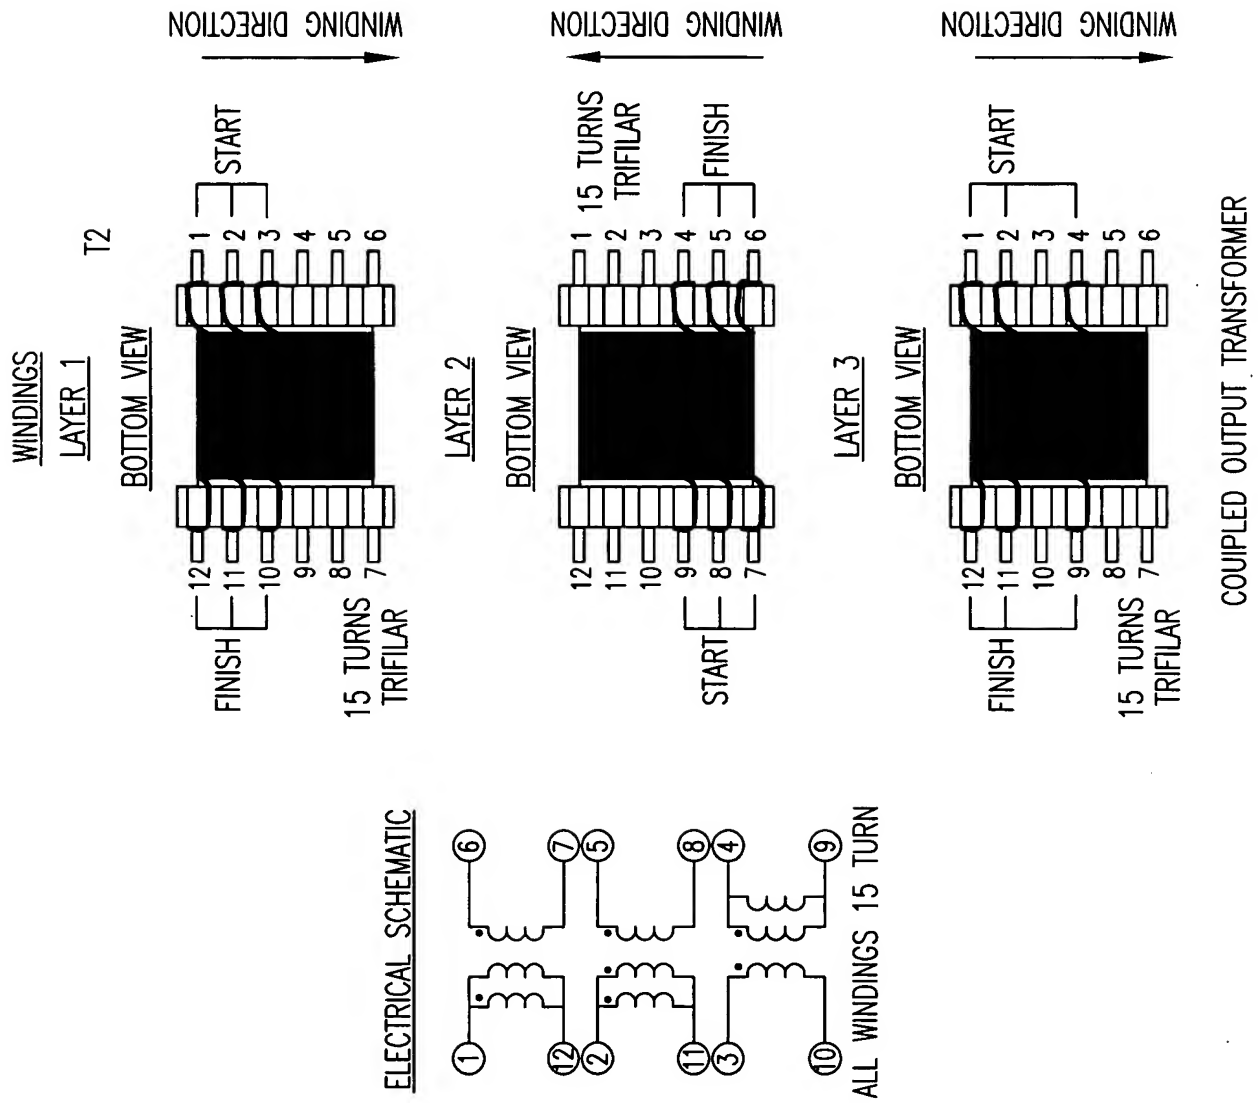 WINDINGS
LAYER 1
BOTTOM VIEW
T2
FINISH
12
11
10
9
8
7
15 TURNS
TRIFILAR
START
1
2
3
4
5
6
WINDING DIRECTION
LAYER 2
BOTTOM VIEW
START
12
11
10
9
8
7
15 TURNS
TRIFILAR
FINISH
1
2
3
4
5
6
WINDING DIRECTION
LAYER 3
BOTTOM VIEW
FINISH
12
11
10
9
8
7
15 TURNS
TRIFILAR
START
1
2
3
4
5
6
WINDING DIRECTION
ELECTRICAL SCHEMATIC
1
6
12
7
2
5
11
8
3
4
10
9
ALL WINDINGS 15 TURN
COUIPLED OUTPUT TRANSFORMER